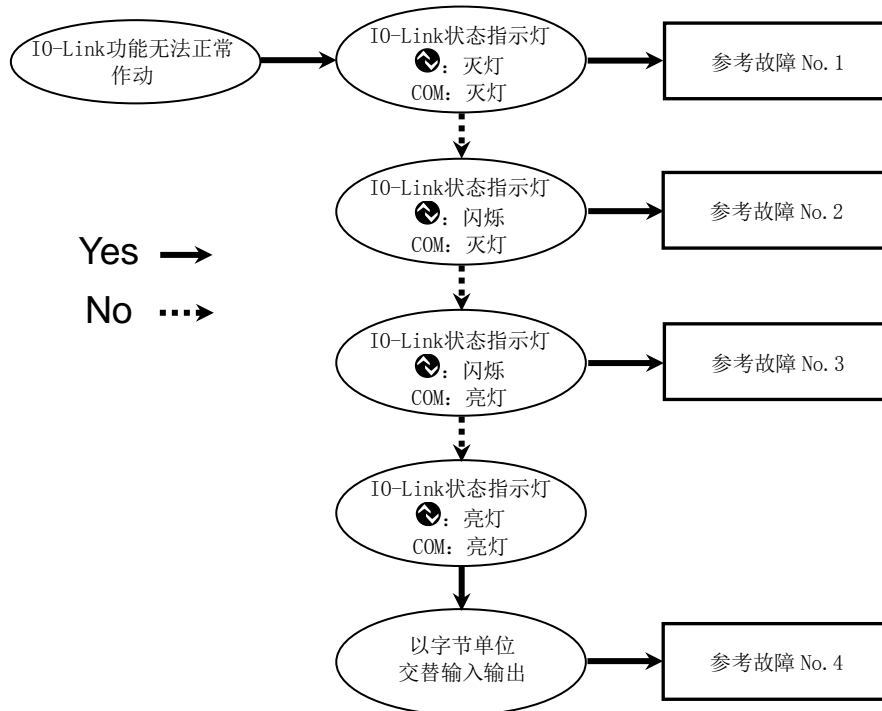 IO-Link功能无法正常
作动
IO-Link状态指示灯
：灭灯
COM：灭灯
参考故障 No.1
IO-Link状态指示灯
：闪烁
COM：灭灯
参考故障 No.2
Yes
No
IO-Link状态指示灯
：闪烁
COM：亮灯
参考故障 No.3
IO-Link状态指示灯
：亮灯
COM：亮灯
以字节单位
交替输入输出
参考故障 No.4